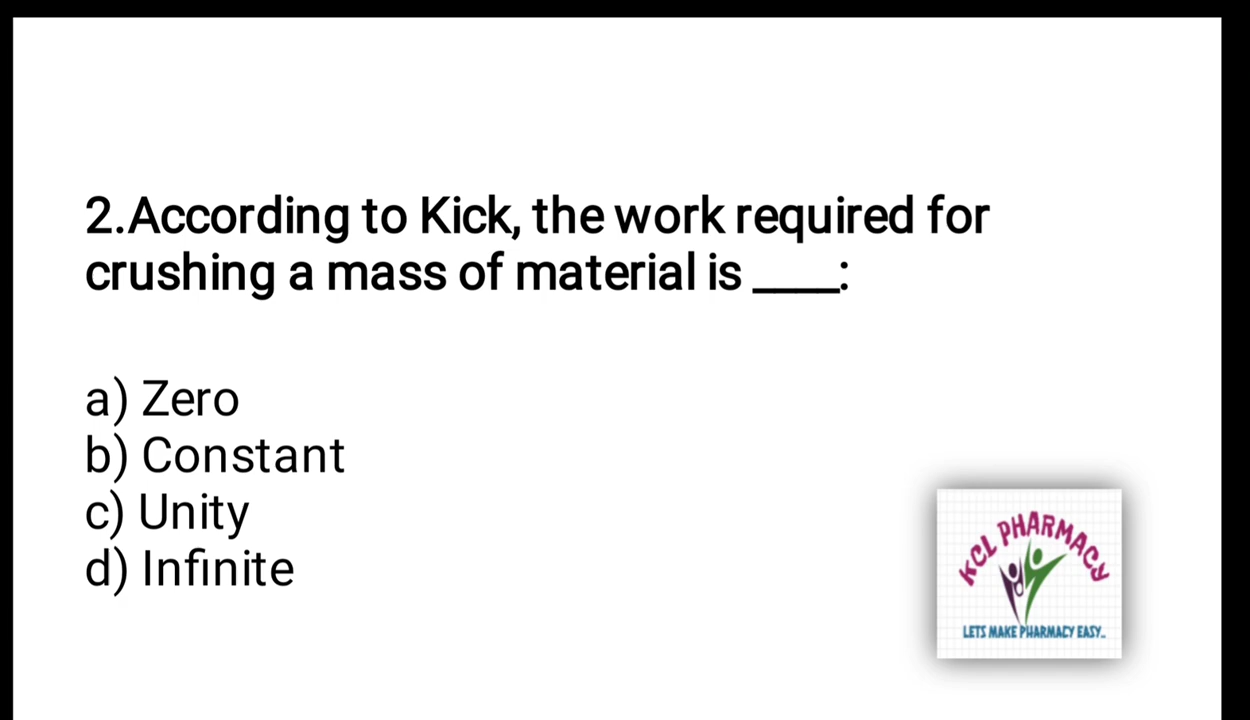 2.According to Kick, the work required for
crushing a mass of material is ____:
a) Zero
b) Constant
c) Unity
d) Infinite
KCL PHARMACY
LETS MAKE PHARMACY EASY..